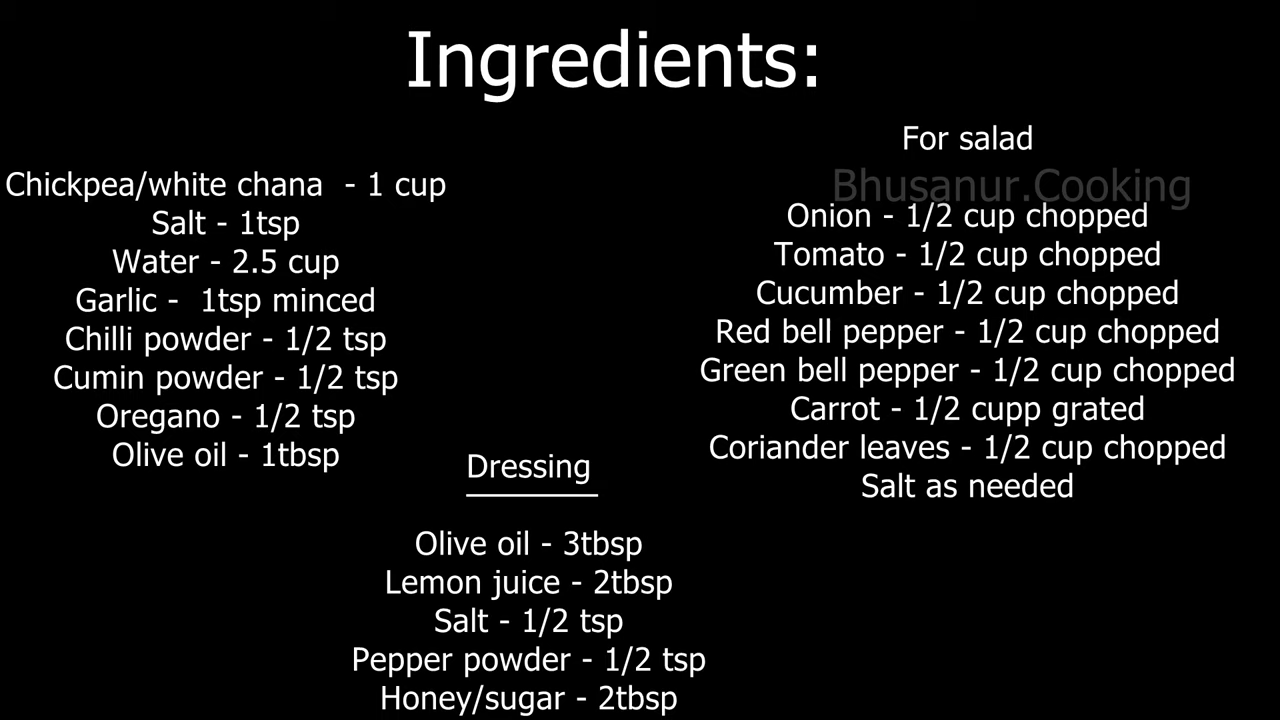 Ingredients:
Chickpea/white chana  - 1 cup
Salt - 1tsp
Water - 2.5 cup
Garlic -  1tsp minced
Chilli powder - 1/2 tsp
Cumin powder - 1/2 tsp
Oregano - 1/2 tsp
Olive oil - 1tbsp
Dressing
Olive oil - 3tbsp
Lemon juice - 2tbsp
Salt - 1/2 tsp
Pepper powder - 1/2 tsp
Honey/sugar - 2tbsp
For salad
Bhusanur.Cooking
Onion - 1/2 cup chopped
Tomato - 1/2 cup chopped
Cucumber - 1/2 cup chopped
Red bell pepper - 1/2 cup chopped
Green bell pepper - 1/2 cup chopped
Carrot - 1/2 cupp grated
Coriander leaves - 1/2 cup chopped
Salt as needed